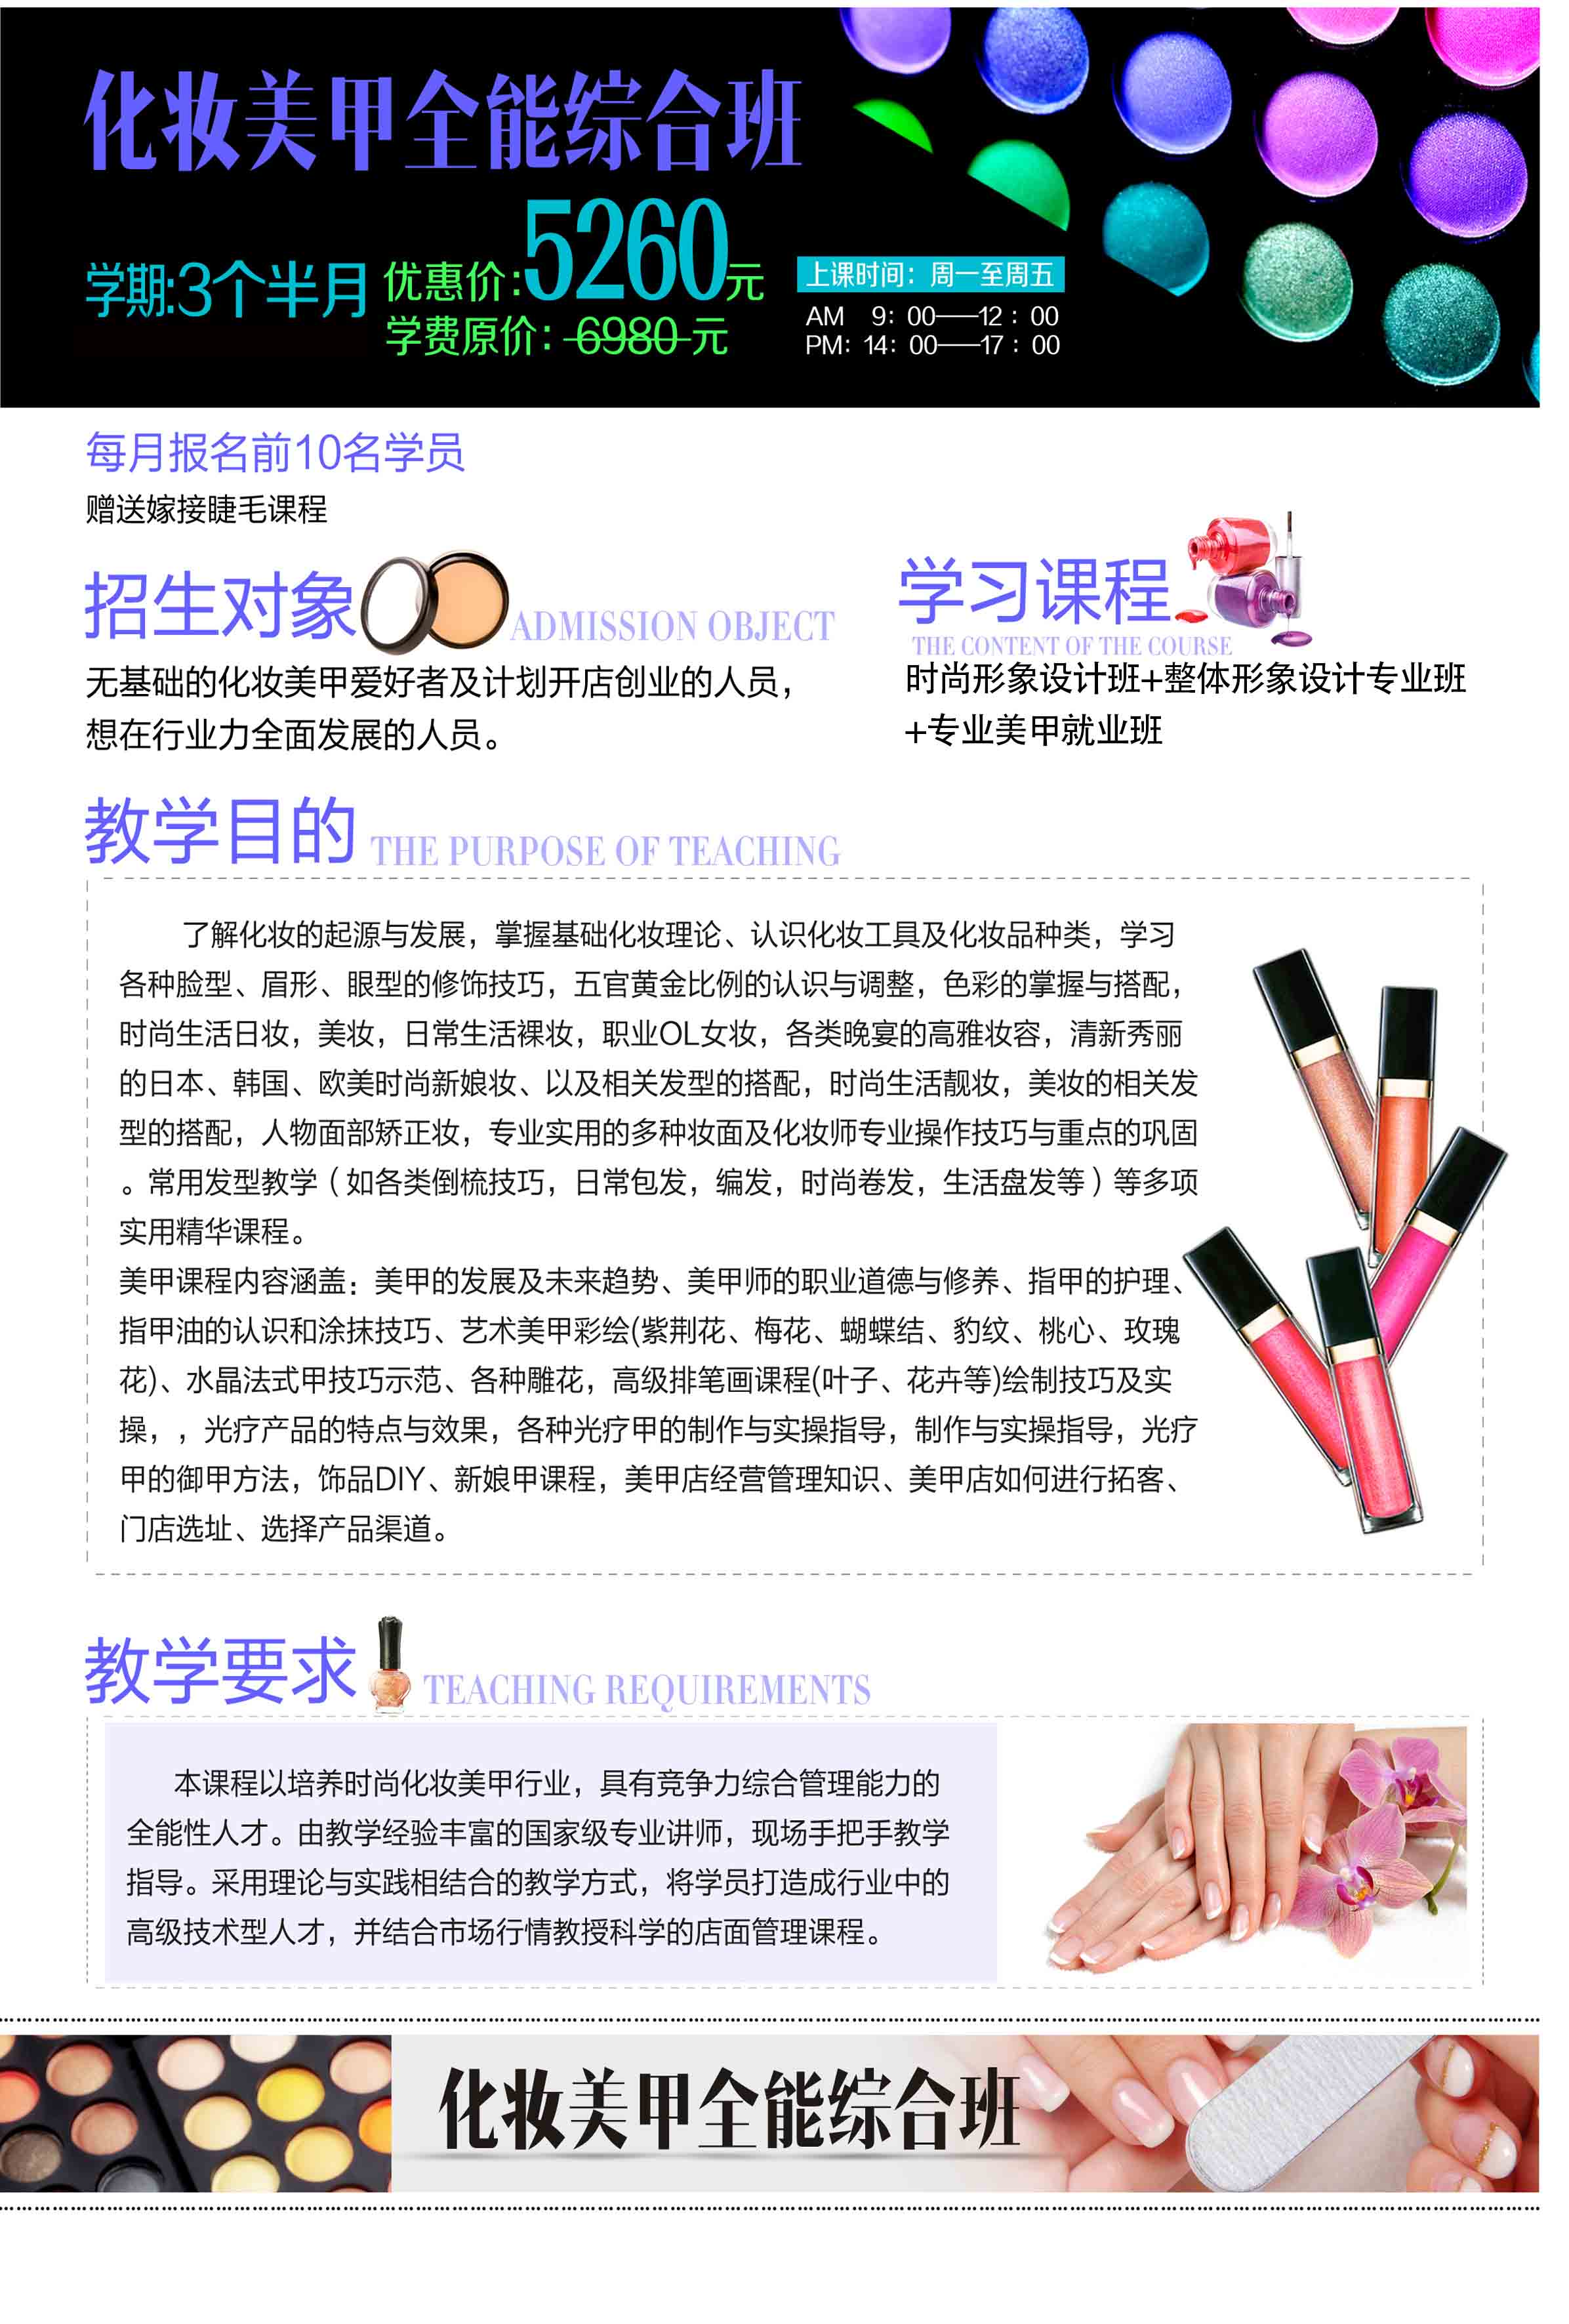 化妆美甲全能综合班
学期:3个半月
优惠价:5260元
学费原价：6980元
上课时间：周一至周五
AM 9：00——12：00
PM：14：00——17：00
每月报名前10名学员
赠送嫁接睫毛课程
招生对象
ADMISSION OBJECT
无基础的化妆美甲爱好者及计划开店创业的人员，
想在行业力全面发展的人员。
学习课程
THE CONTENT OF THE COURSE
时尚形象设计班+整体形象设计专业班
+专业美甲就业班
教学目的
THE PURPOSE OF TEACHING
了解化妆的起源与发展，掌握基础化妆理论、认识化妆工具及化妆品种类，学习
各种脸型、眉形、眼型的修饰技巧，五官黄金比例的认识与调整，色彩的掌握与搭配，
时尚生活日妆，美妆，日常生活裸妆，职业OL女妆，各类晚宴的高雅妆容，清新秀丽
的日本、韩国、欧美时尚新娘妆、以及相关发型的搭配，时尚生活靓妆，美妆的相关发
型的搭配，人物面部矫正妆，专业实用的多种妆面及化妆师专业操作技巧与重点的巩固
。常用发型教学（如各类倒梳技巧，日常包发，编发，时尚卷发，生活盘发等）等多项
实用精华课程。
美甲课程内容涵盖：美甲的发展及未来趋势、美甲师的职业道德与修养、指甲的护理、
指甲油的认识和涂抹技巧、艺术美甲彩绘(紫荆花、梅花、蝴蝶结、豹纹、桃心、玫瑰
花)、水晶法式甲技巧示范、各种雕花，高级排笔画课程(叶子、花卉等)绘制技巧及实
操，，光疗产品的特点与效果，各种光疗甲的制作与实操指导，制作与实操指导，光疗
甲的御甲方法，饰品DIY、新娘甲课程，美甲店经营管理知识、美甲店如何进行拓客、
门店选址、选择产品渠道。
教学要求
TEACHING REQUIREMENTS
本课程以培养时尚化妆美甲行业，具有竞争力综合管理能力的
全能性人才。由教学经验丰富的国家级专业讲师，现场手把手教学
指导。采用理论与实践相结合的教学方式，将学员打造成行业中的
高级技术型人才，并结合市场行情教授科学的店面管理课程。
化妆美甲全能综合班